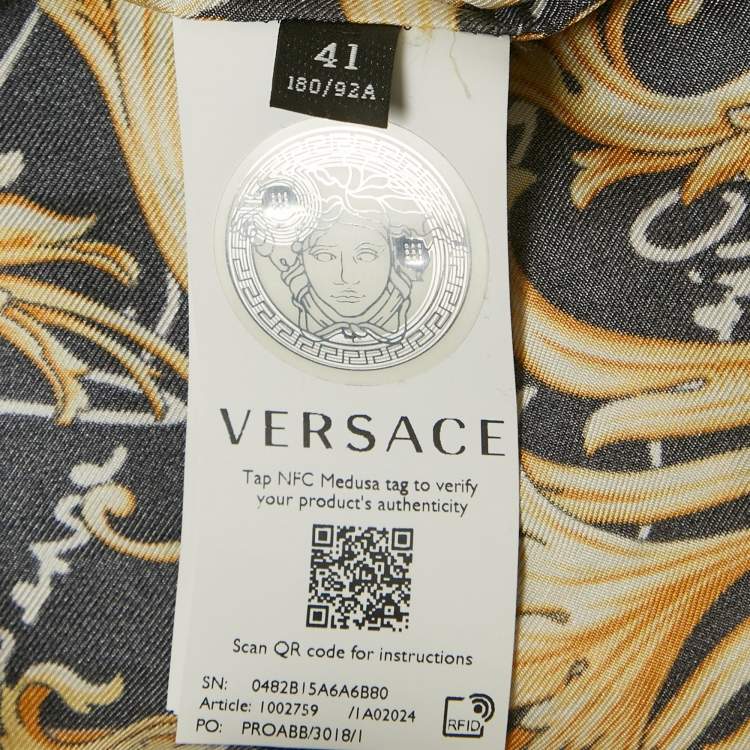 41
180/92A
VERSACE
Tap NFC Medusa tag to verify
your product's authenticity
Scan QR code for instructions
SN: 0482B15A6A6B80
Article: 1002759 /1A02024
PO: PROABB/3018/1
RFID